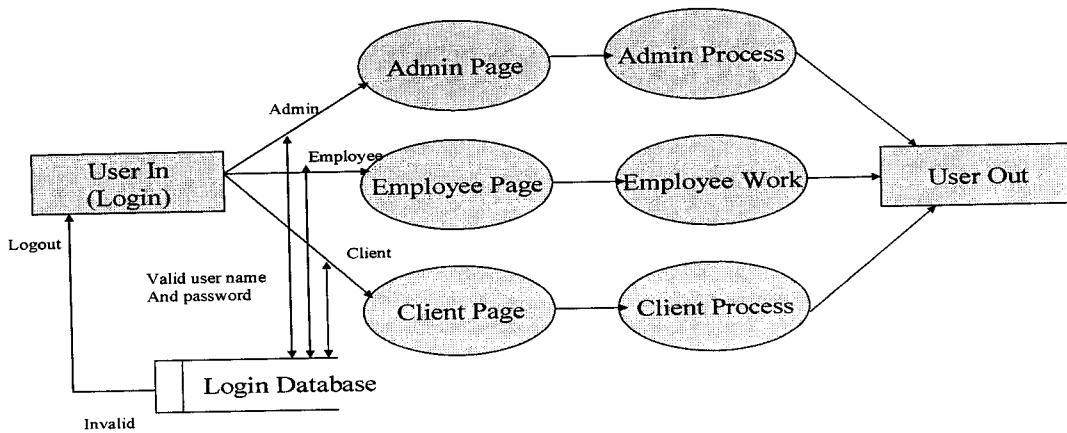 Admin Page
Admin Process
Admin
User In
(Login)
Employee
Employee Page
Employee Work
User Out
Logout
Client
Valid user name
And password
Client Page
Client Process
Login Database
Invalid